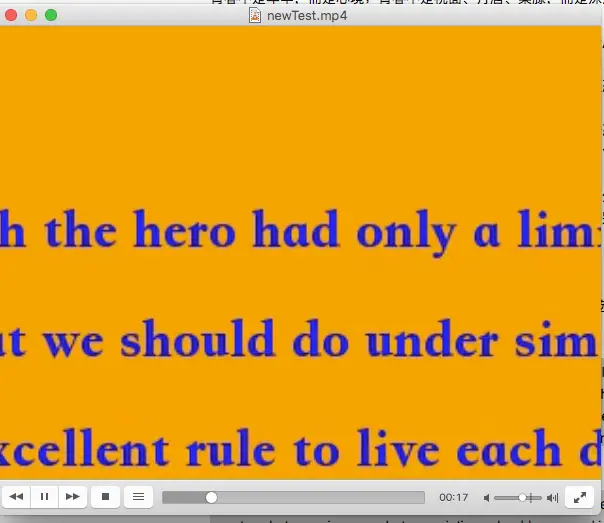 newTest.mp4
h the hero had only a lim
ut we should do under sim
xcellent rule to live each d
00:17